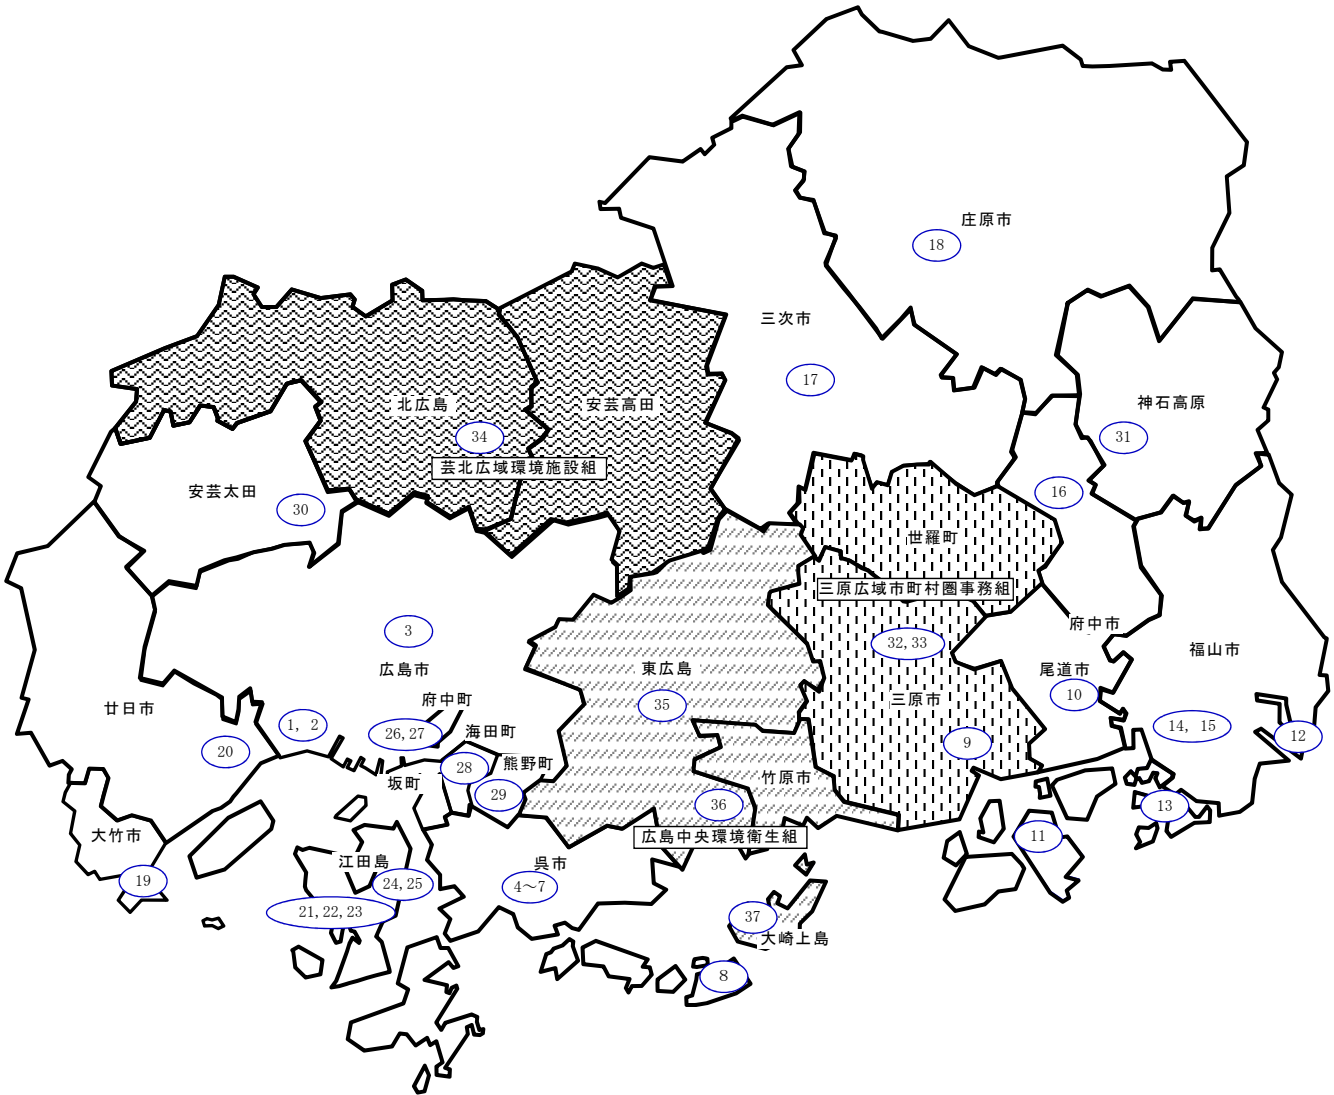 庄原市
18
三次市
17
北広島
安芸高田
神石高原
34
31
芸北広域環境施設組
安芸太田
30
16
世羅町
三原広域市町村圏事務組
府中市
3
32,33
広島市
福山市
東広島
尾道市
府中町
三原市
10
廿日市
35
1, 2
海田町
14, 15
26,27
12
20
9
熊野町
28
坂町
竹原市
29
36
13
大竹市
広島中央環境衛生組
11
江田島
呉市
19
24,25
4~7
21,22,23
37
大崎上島
8